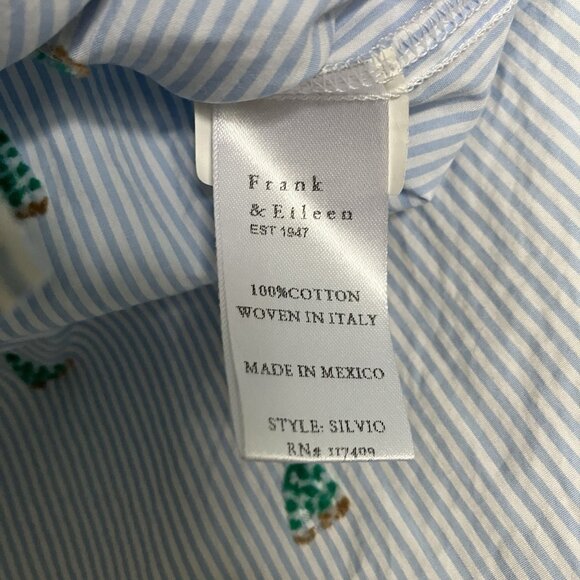 Frank
& Eileen
EST 1947
100%COTTON
WOVEN IN ITALY
MADE IN MEXICO
STYLE: SILVIO
RN# 117499